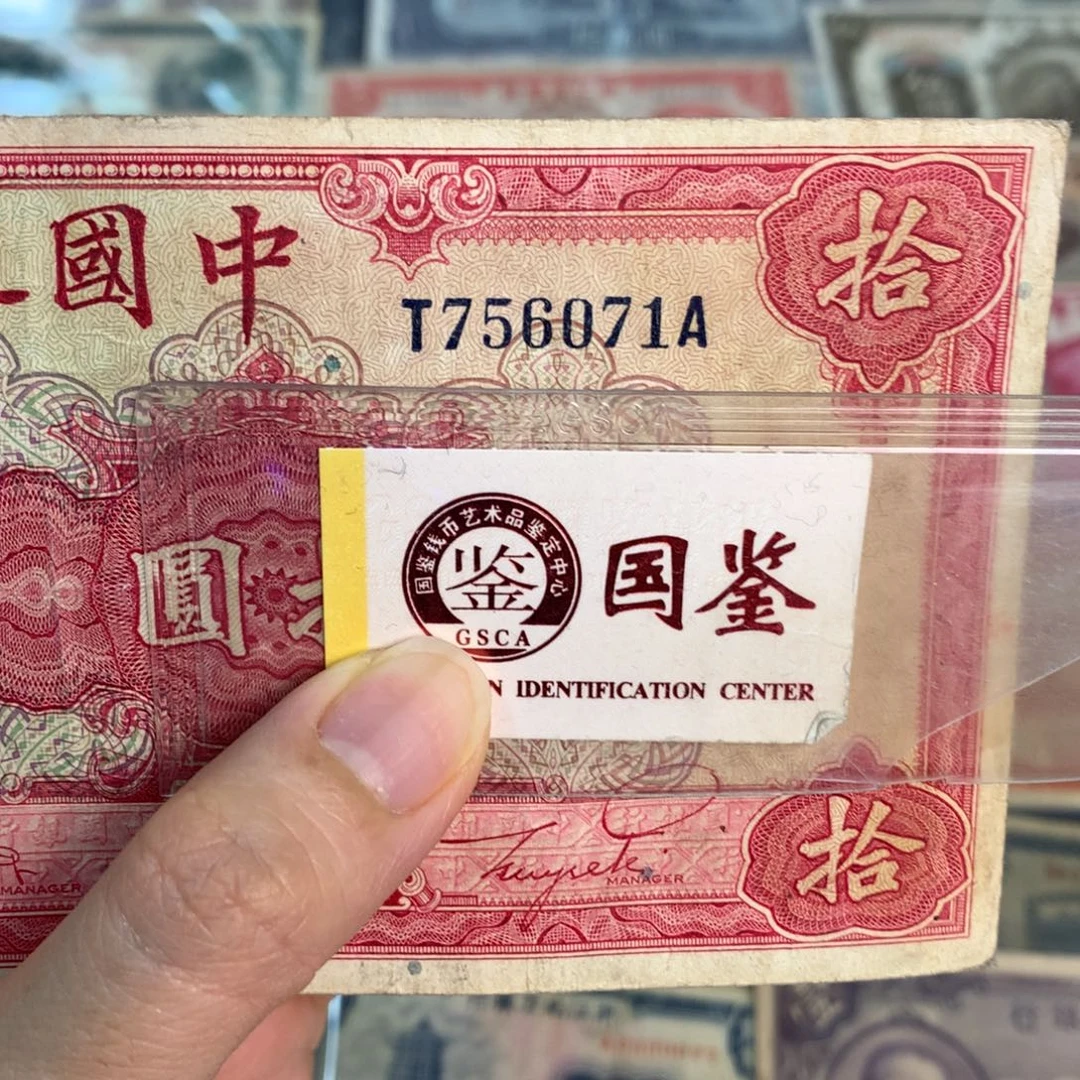 中國
拾
T756071A
圓
国鉴钱币艺术品鉴定中心
鉴
GSCA
国鉴
IDENTIFICATION CENTER
MANAGER
MANAGER
拾